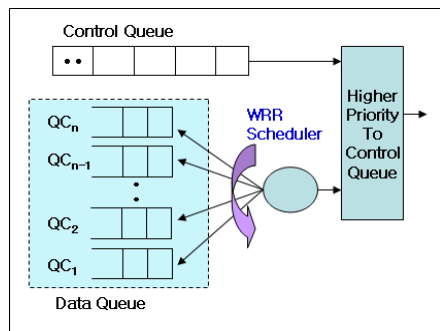 Control Queue
QCn
QCn-1
QC2
QC1
Data Queue
WRR
Scheduler
Higher
Priority
To
Control
Queue